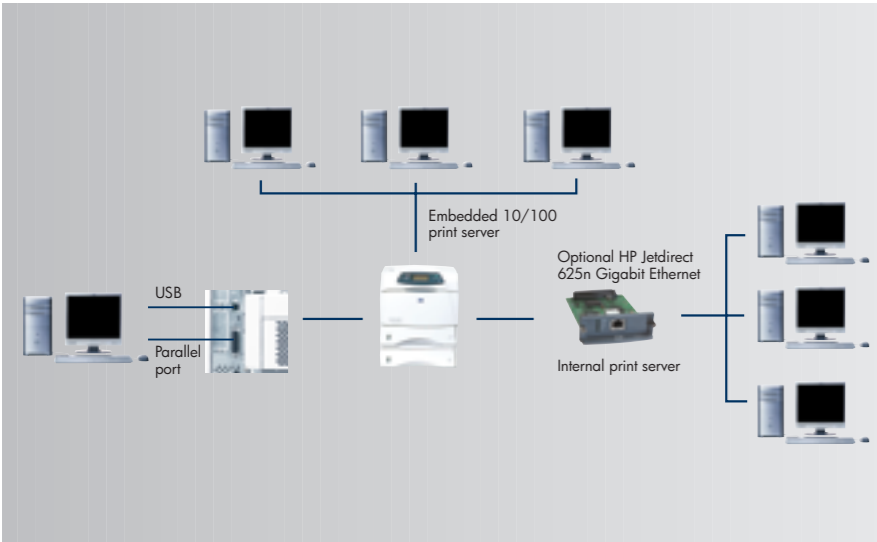 Embedded 10/100
print server
Optional HP Jetdirect
625n Gigabit Ethernet
USB
Parallel
port
Internal print server